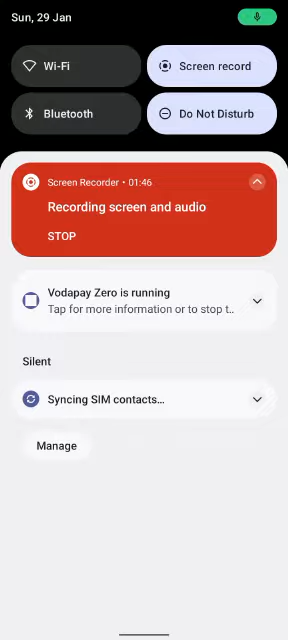 Sun, 29 Jan
Wi-Fi
Screen record
Bluetooth
Do Not Disturb
Screen Recorder • 01:46
Recording screen and audio
STOP
Vodapay Zero is running
Tap for more information or to stop t..
Silent
Syncing SIM contacts...
Manage